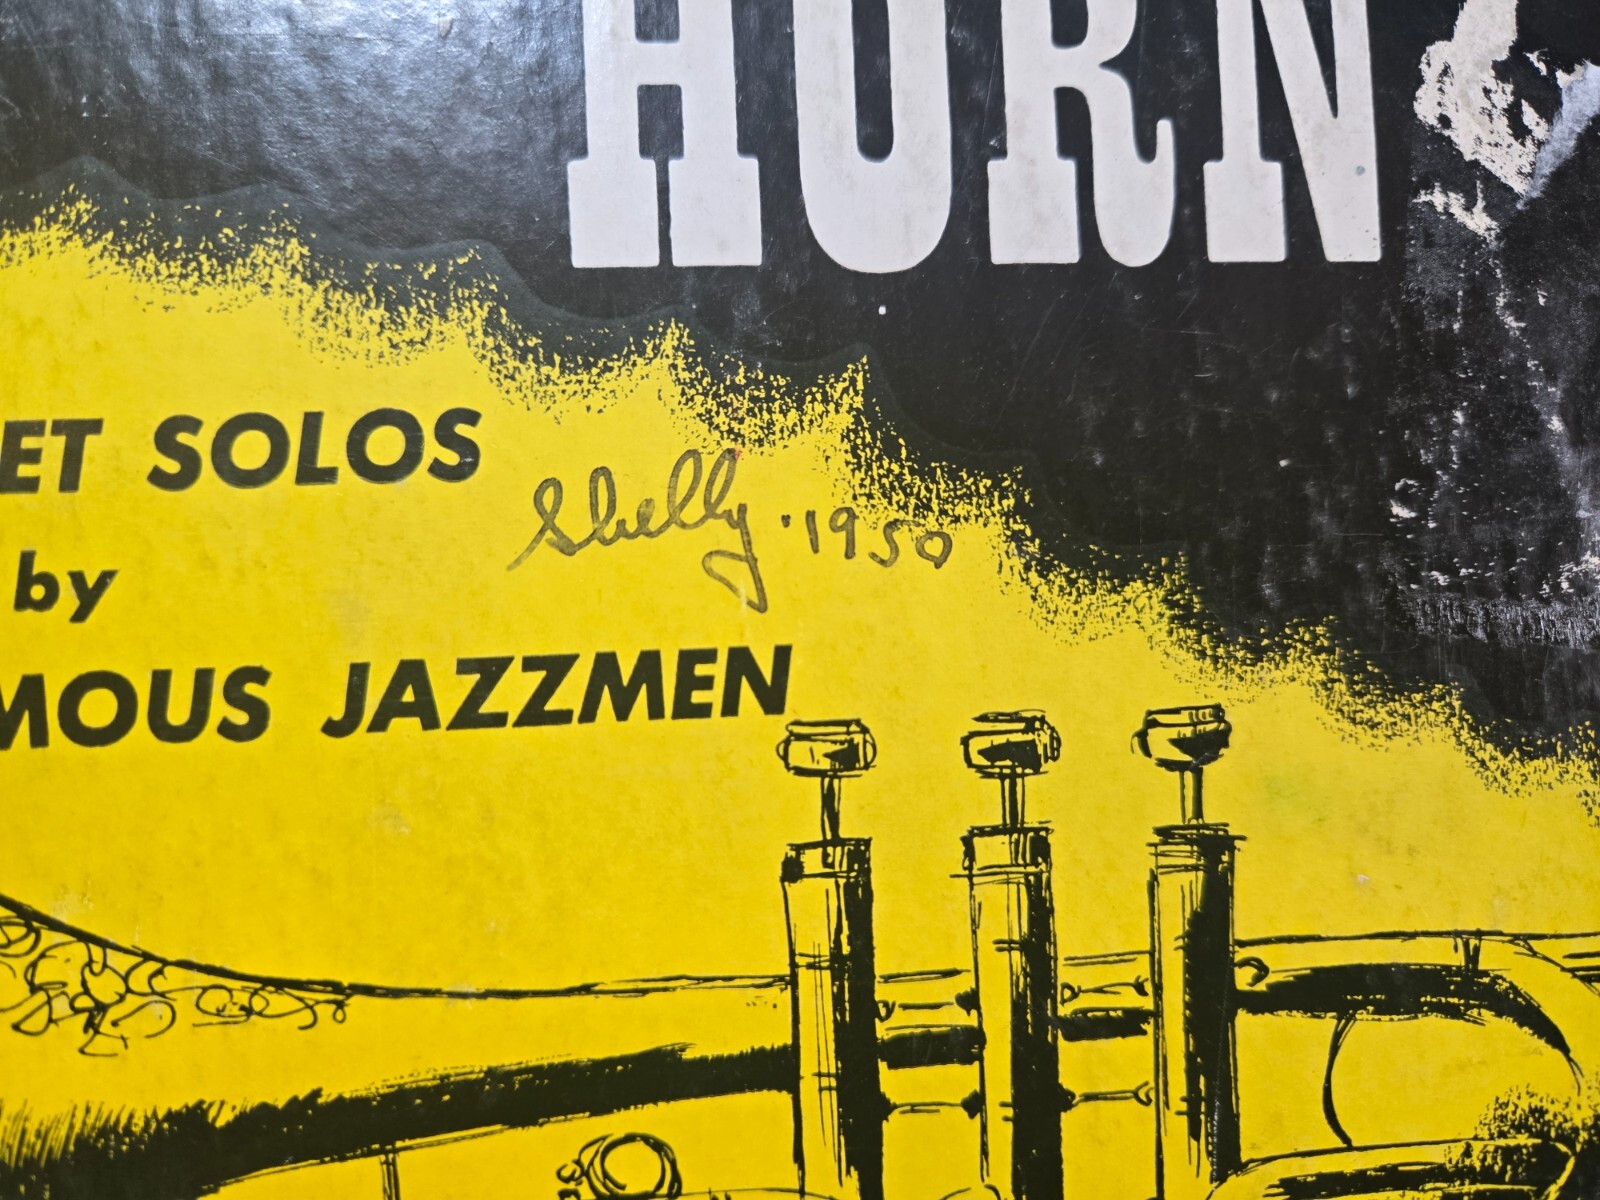 HORN
ET SOLOS
Shelly '1950
by
MOUS JAZZMEN